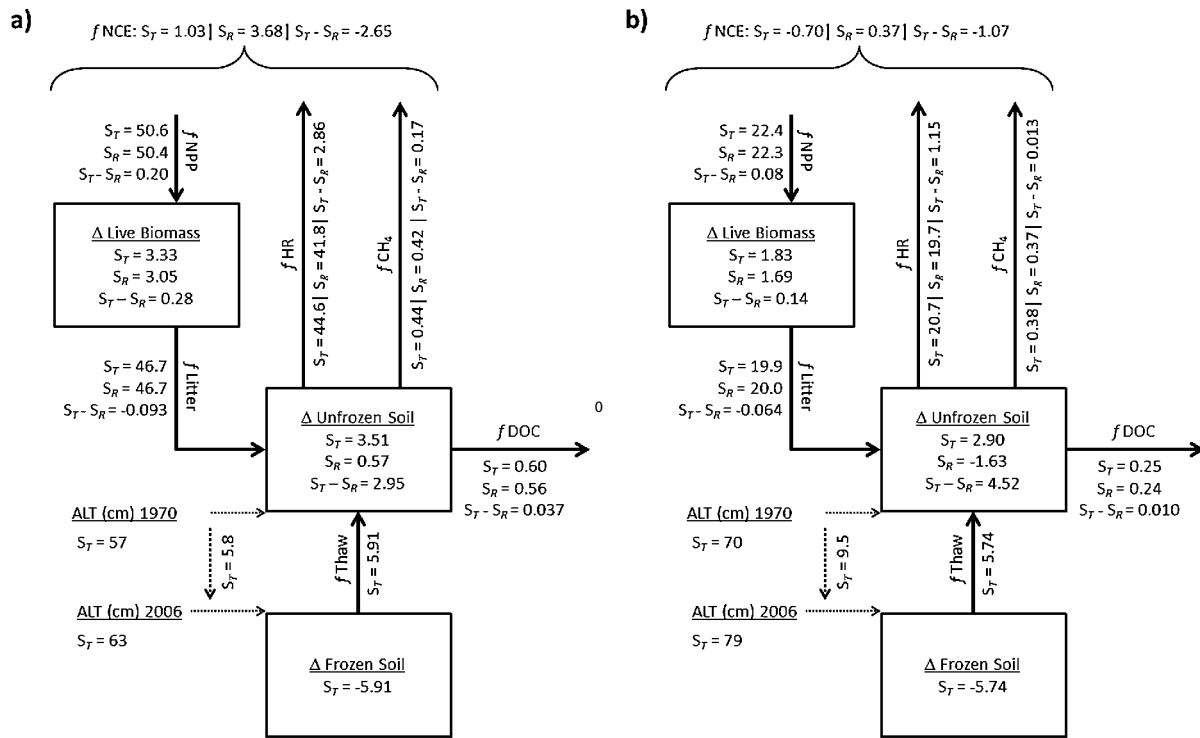 a)
f NCE: S_T = 1.03| S_R = 3.68| S_T - S_R = -2.65
S_T = 50.6
S_R = 50.4
S_T – S_R = 0.20
f NPP
Δ Live Biomass
S_T = 3.33
S_R = 3.05
S_T – S_R = 0.28
f HR
S_T = 44.6| S_R = 41.8| S_T - S_R = 2.86
f CH₄
S_T = 0.44| S_R = 0.42 | S_T - S_R = 0.17
S_T = 46.7
S_R = 46.7
S_T – S_R = -0.093
f Litter
Δ Unfrozen Soil
S_T = 3.51
S_R = 0.57
S_T – S_R = 2.95
f DOC
S_T = 0.60
S_R = 0.56
S_T – S_R = 0.037
ALT (cm) 1970
S_T = 57
S_T = 5.8
ALT (cm) 2006
S_T = 63
f Thaw
S_T = 5.91
Δ Frozen Soil
S_T = -5.91
0
b)
f NCE: S_T = -0.70| S_R = 0.37| S_T - S_R = -1.07
S_T = 22.4
S_R = 22.3
S_T – S_R = 0.08
f NPP
Δ Live Biomass
S_T = 1.83
S_R = 1.69
S_T – S_R = 0.14
f HR
S_T = 20.7| S_R = 19.7| S_T - S_R = 1.15
f CH₄
S_T = 0.38| S_R = 0.37| S_T - S_R = 0.013
S_T = 19.9
S_R = 20.0
S_T – S_R = -0.064
f Litter
Δ Unfrozen Soil
S_T = 2.90
S_R = -1.63
S_T – S_R = 4.52
f DOC
S_T = 0.25
S_R = 0.24
S_T – S_R = 0.010
ALT (cm) 1970
S_T = 70
S_T = 9.5
ALT (cm) 2006
S_T = 79
f Thaw
S_T = 5.74
Δ Frozen Soil
S_T = -5.74